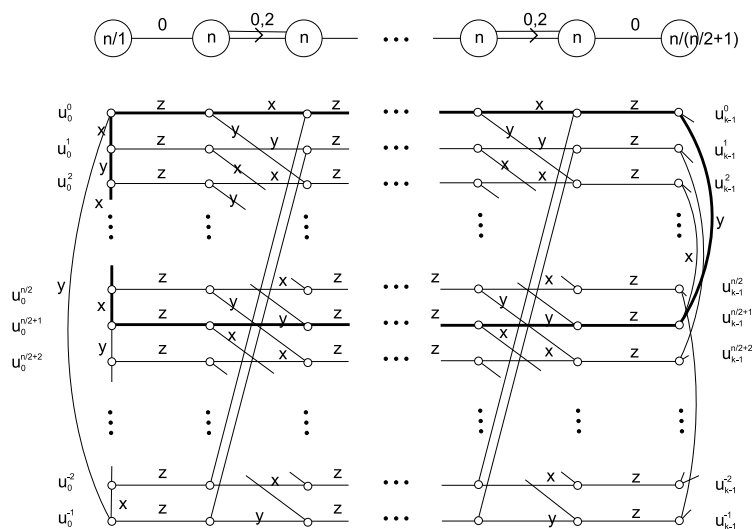 0 0,2 0,2 0
n/1 n n n n n/(n/2+1)
u_0^0 z x z x z u_{k-1}^0
x y y
u_0^1 z y z y z u_{k-1}^1
y x x
u_0^2 z x z x z u_{k-1}^2
x y
y y
x
u_0^{n/2} z x z z x z u_{k-1}^{n/2}
x y y
u_0^{n/2+1} z y z z y z u_{k-1}^{n/2+1}
y x x
u_0^{n/2+2} z x z z x z u_{k-1}^{n/2+2}
u_0^{-2} z x z x z u_{k-1}^{-2}
x
u_0^{-1} z y z y z u_{k-1}^{-1}